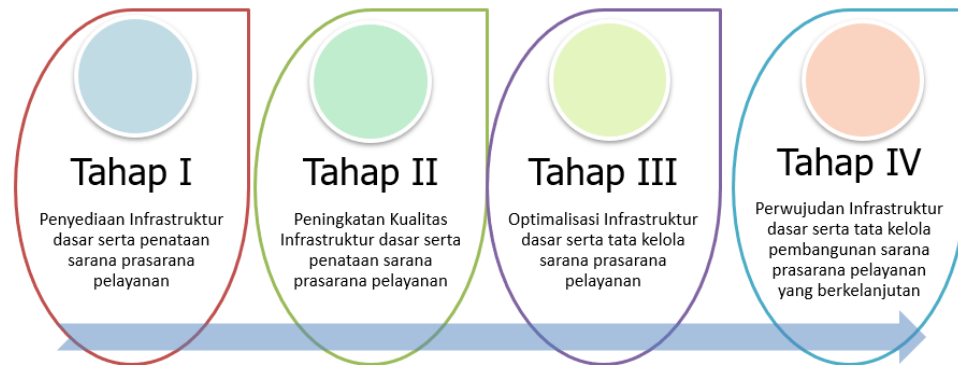 Tahap I
Penyediaan Infrastruktur
dasar serta penataan
sarana prasarana
pelayanan
Tahap II
Peningkatan Kualitas
Infrastruktur dasar serta
penataan sarana
prasarana pelayanan
Tahap III
Optimalisasi Infrastruktur
dasar serta tata kelola
sarana prasarana
pelayanan
Tahap IV
Perwujudan Infrastruktur
dasar serta tata kelola
pembangunan sarana
prasarana pelayanan
yang berkelanjutan